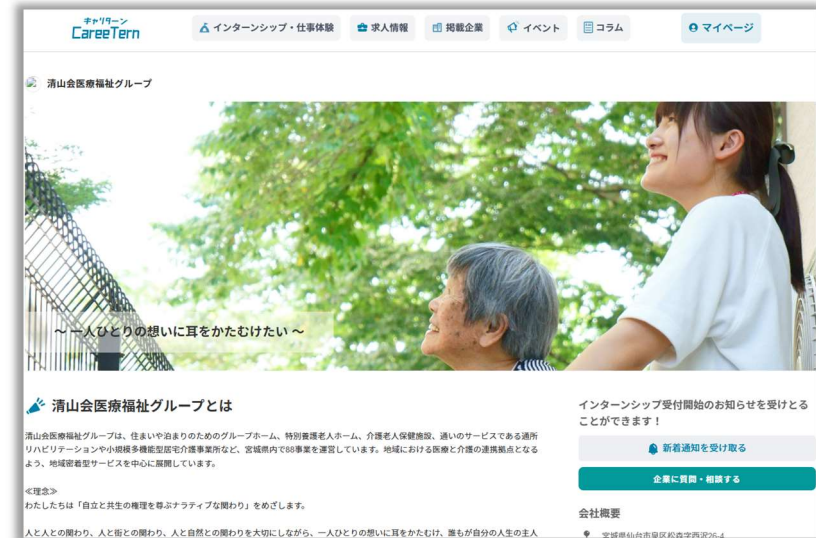 キャリターン
CareeTern
インターンシップ・仕事体験
求人情報
掲載企業
イベント
コラム
マイページ
清山会医療福祉グループ
～ 一人ひとりの想いに耳をかたむけたい ～
清山会医療福祉グループとは
清山会医療福祉グループは、住まいや泊まりのためのグループホーム、特別養護老人ホーム、介護老人保健施設、通いのサービスである通所
リハビリテーションや小規模多機能型居宅介護事業所など、宮城県内で88事業を運営しています。地域における医療と介護の連携拠点となる
よう、地域密着型サービスを中心に展開しています。
≪理念≫
わたしたちは「自立と共生の権理を尊ぶナラティブな関わり」をめざします。
人と人との関わり、人と街との関わり、人と自然との関わりを大切にしながら、一人ひとりの想いに耳をかたむけ、誰もが自分の人生の主人
インターンシップ受付開始のお知らせを受けとる
ことができます！
新着通知を受け取る
企業に質問・相談する
会社概要
宮城県仙台市泉区松森字西沢26-4